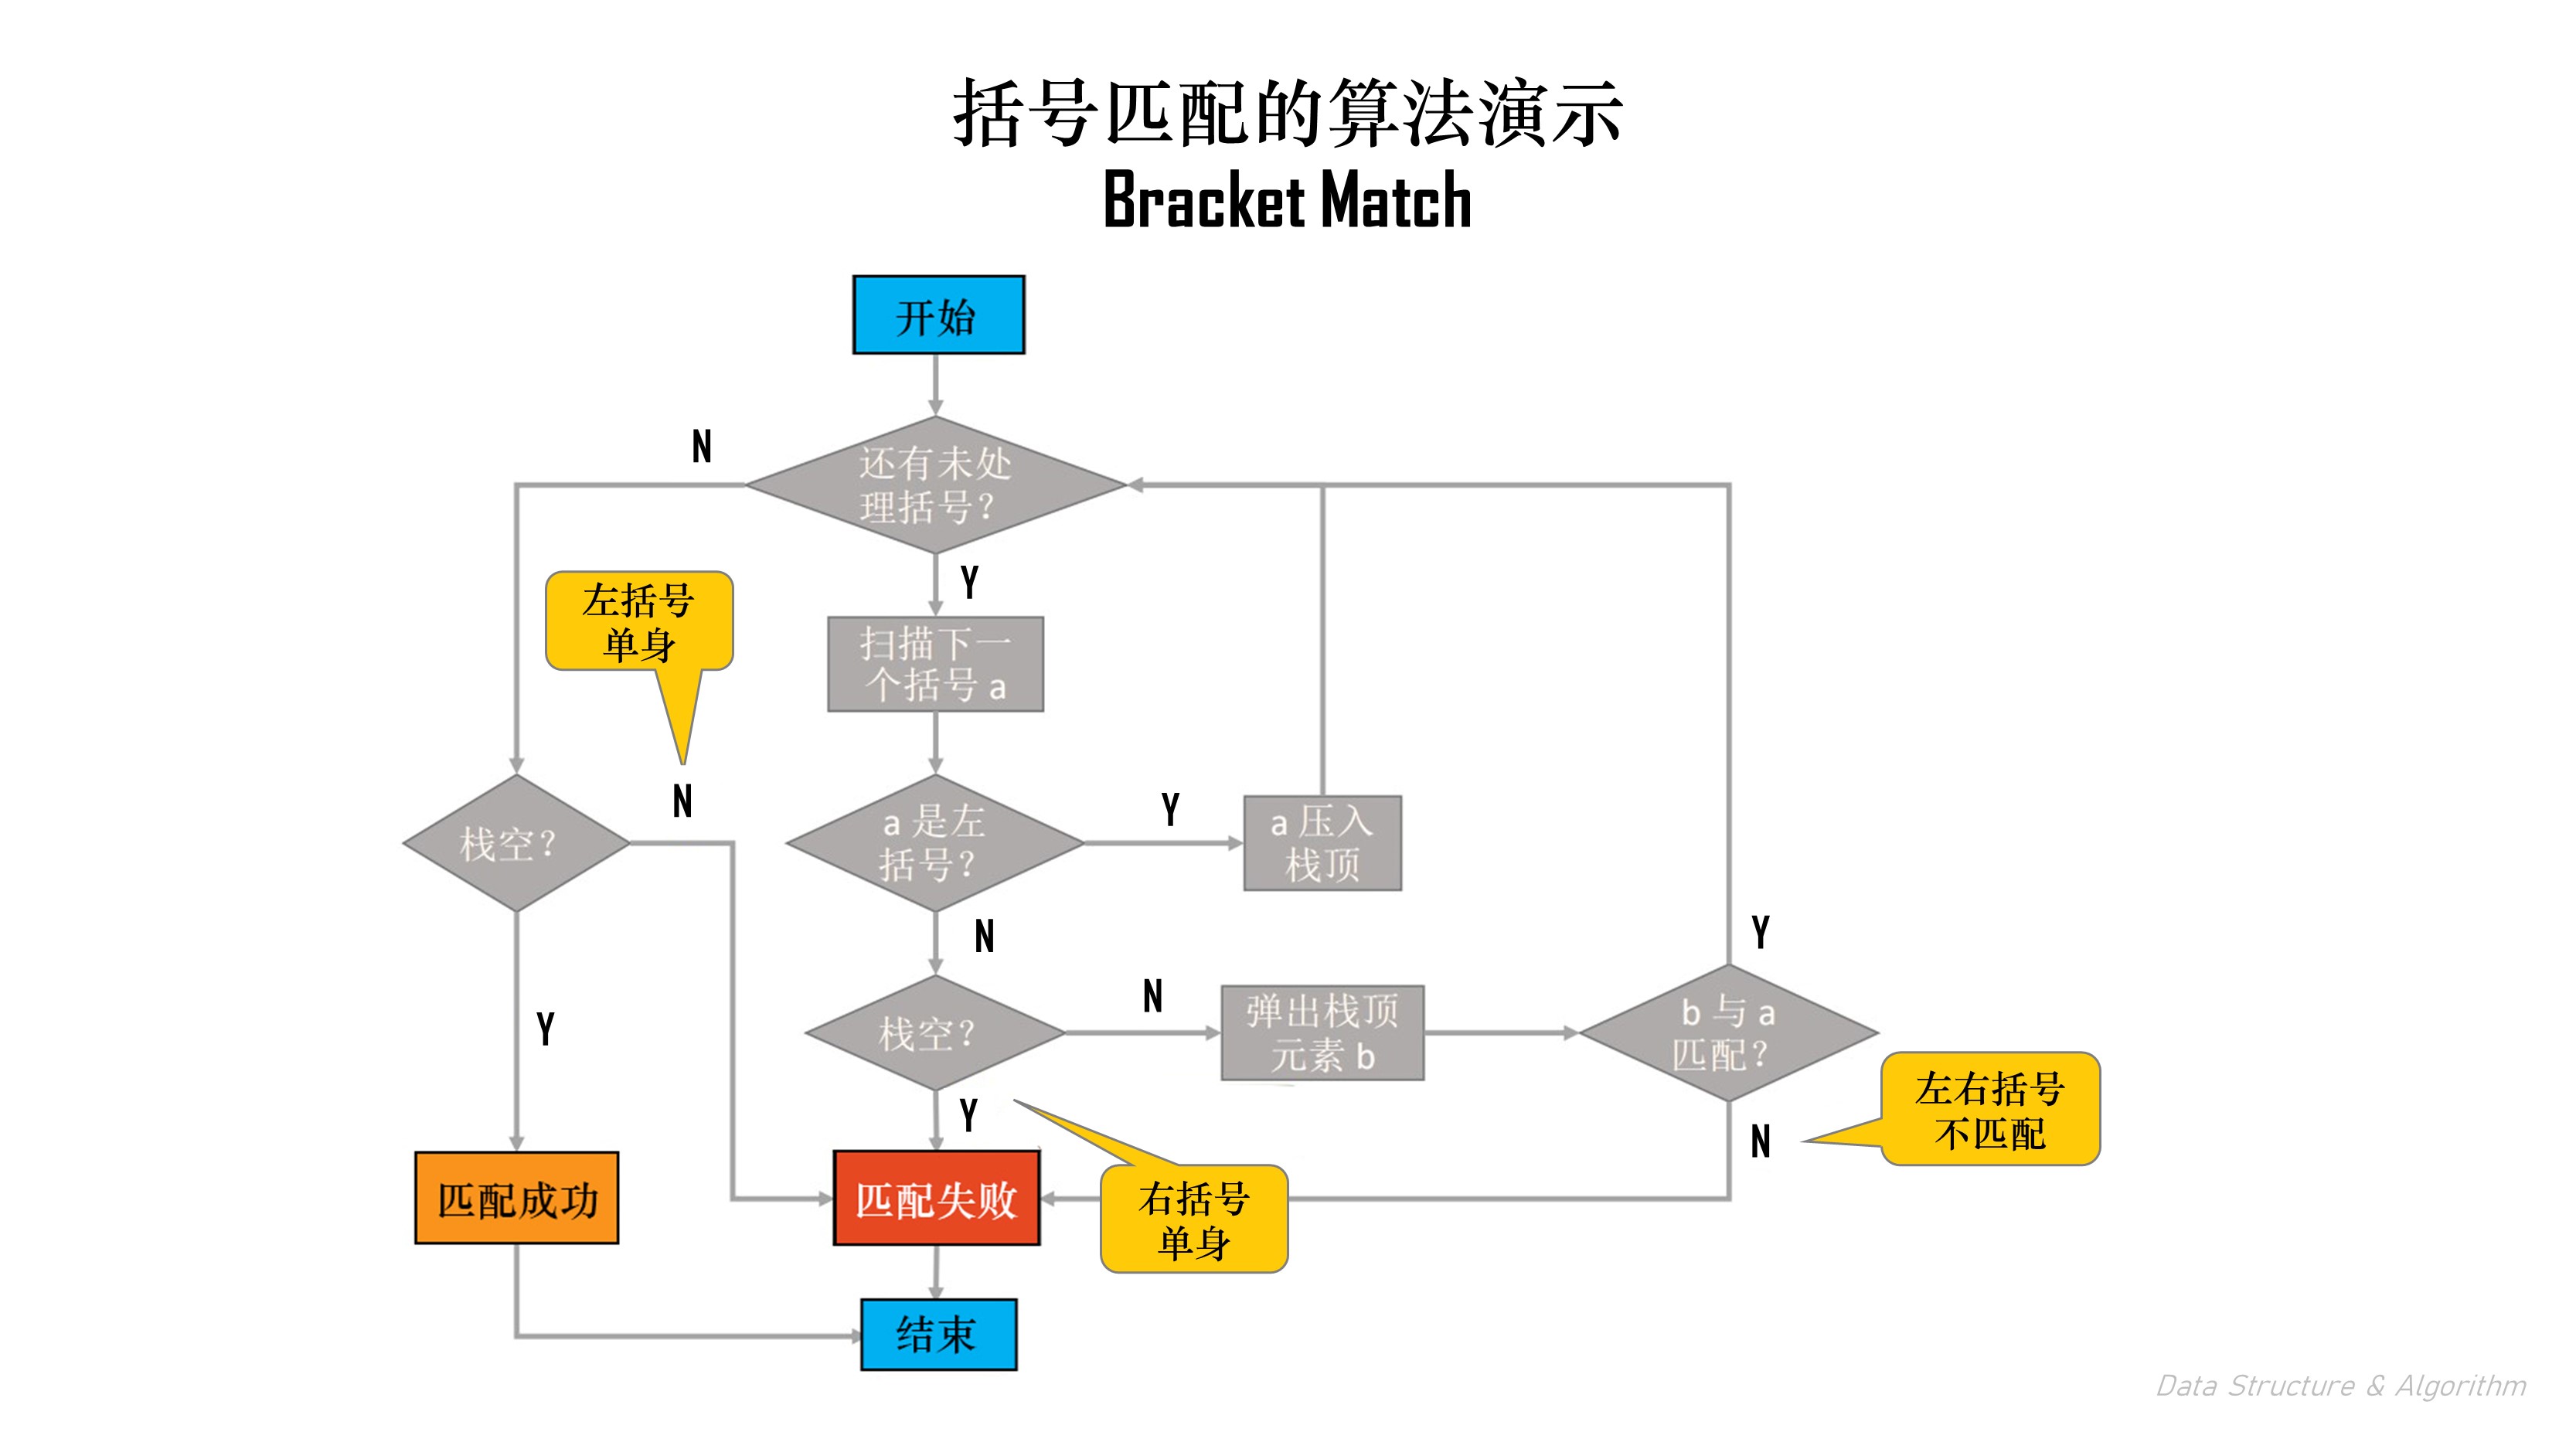 括号匹配的算法演示
Bracket Match
开始
N
还有未处
理括号？
Y
左括号
单身
扫描下一
个括号 a
N
栈空？
a 是左
括号？
Y
a 压入
栈顶
N
Y
栈空？
N
弹出栈顶
元素 b
Y
b 与 a
匹配？
左右括号
不匹配
N
Y
匹配成功
匹配失败
右括号
单身
结束
Data Structure & Algorithm